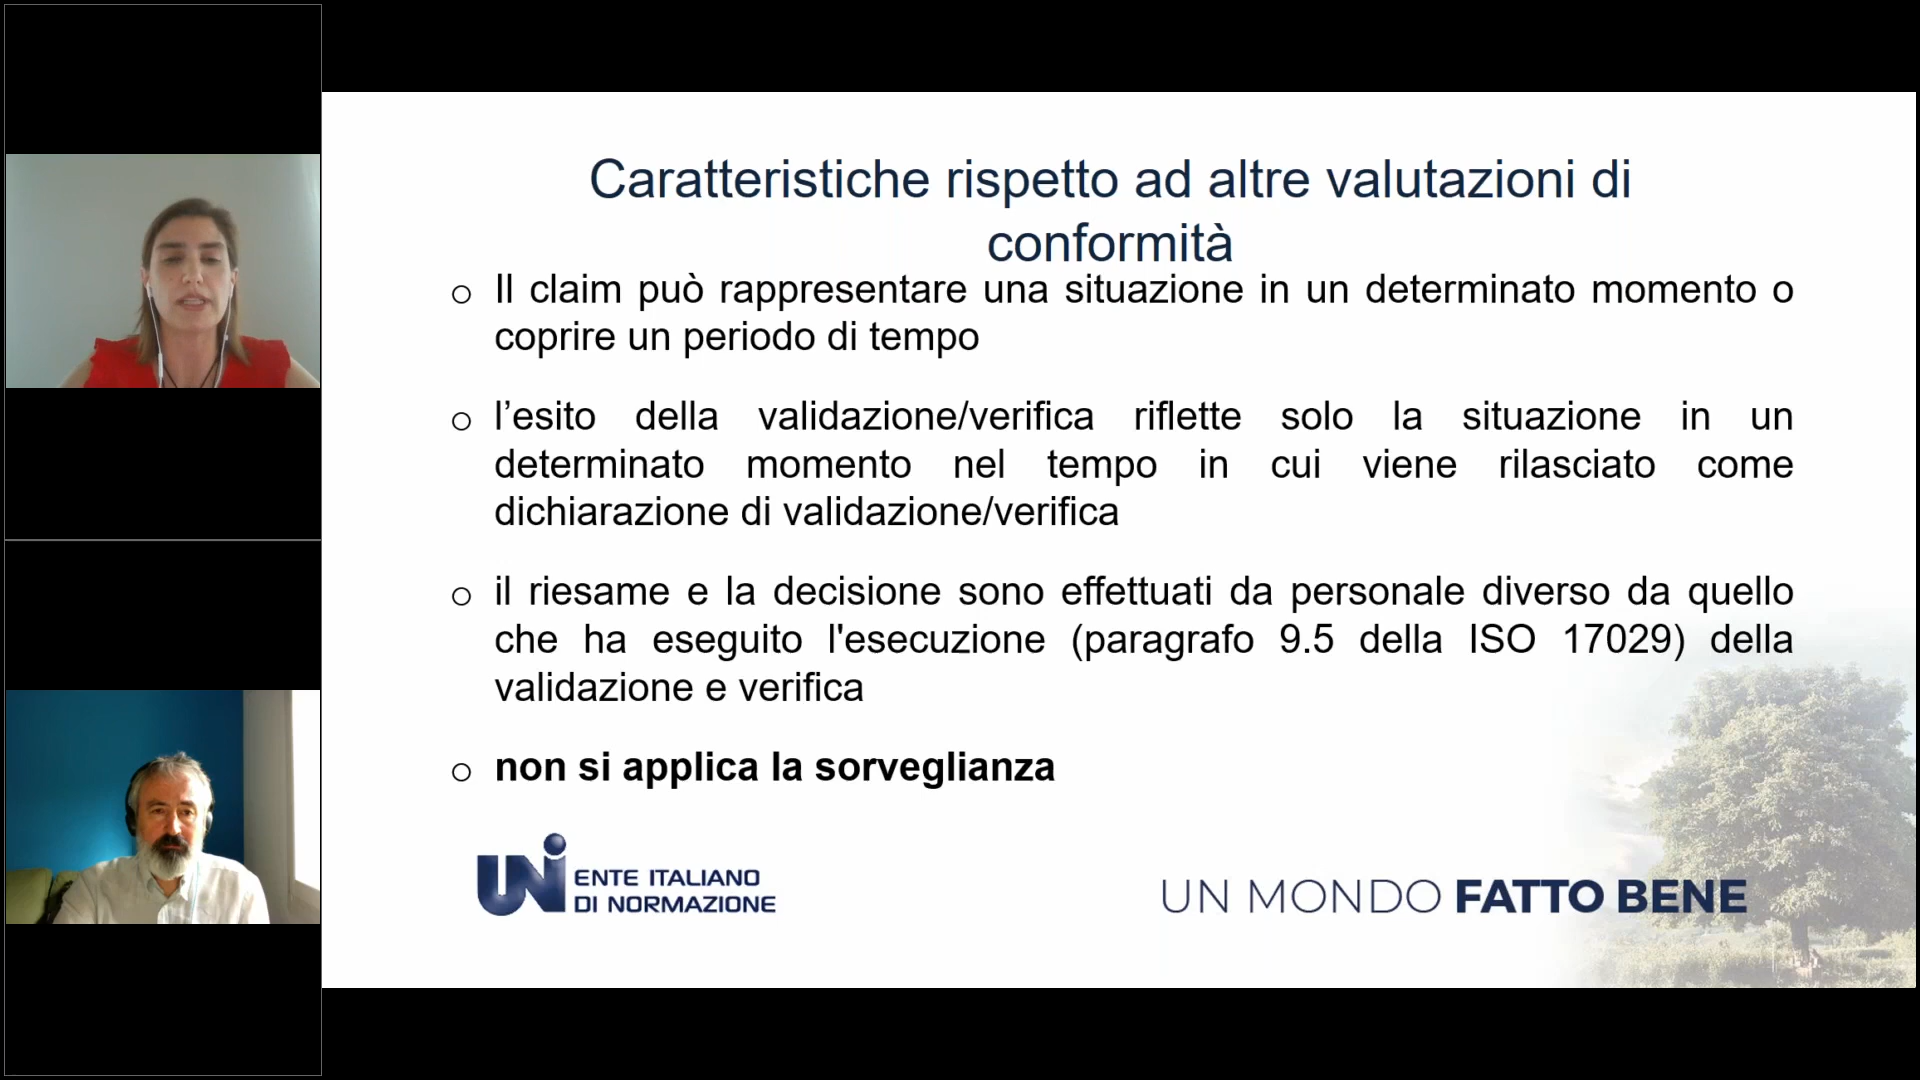 Caratteristiche rispetto ad altre valutazioni di
conformità
o Il claim può rappresentare una situazione in un determinato momento o
coprire un periodo di tempo
o l’esito della validazione/verifica riflette solo la situazione in un
determinato momento nel tempo in cui viene rilasciato come
dichiarazione di validazione/verifica
o il riesame e la decisione sono effettuati da personale diverso da quello
che ha eseguito l'esecuzione (paragrafo 9.5 della ISO 17029) della
validazione e verifica
o non si applica la sorveglianza
UNI ENTE ITALIANO
DI NORMAZIONE
UN MONDO FATTO BENE